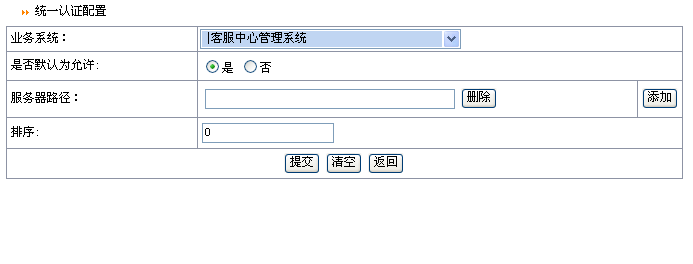 统一认证配置
业务系统： |客服中心管理系统
是否默认为允许: 是 否
服务器路径： 删除 添加
排序: 0
提交 清空 返回